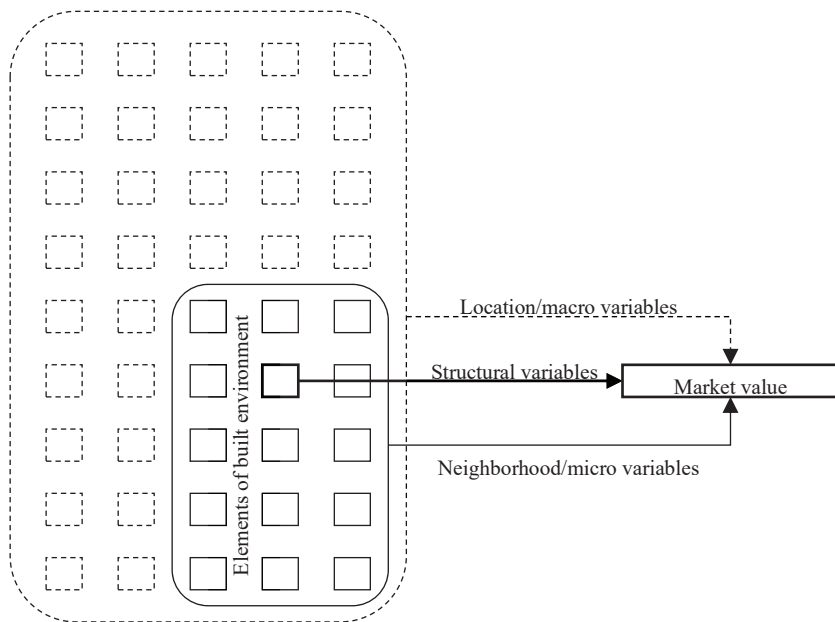 Location/macro variables
Structural variables
Market value
Neighborhood/micro variables
Elements of built environment